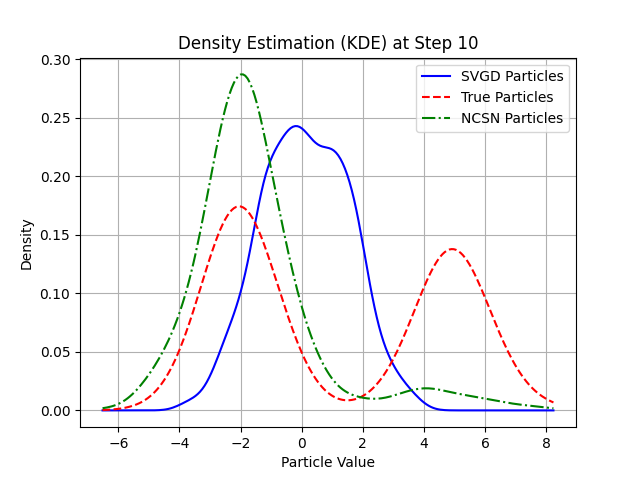 Density Estimation (KDE) at Step 10
SVGD Particles
True Particles
NCSN Particles
0.30
0.25
0.20
0.15
0.10
0.05
0.00
Density
−6
−4
−2
0
2
4
6
8
Particle Value